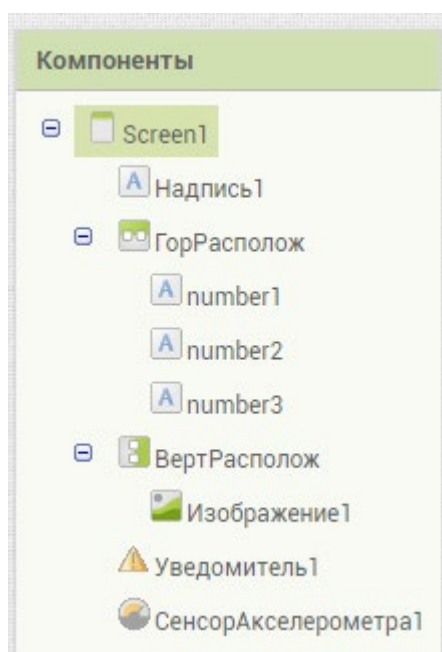 Компоненты
Screen1
Надпись1
ГорРасполож
number1
number2
number3
ВертРасполож
Изображение1
Уведомитель1
СенсорАкселерометра1